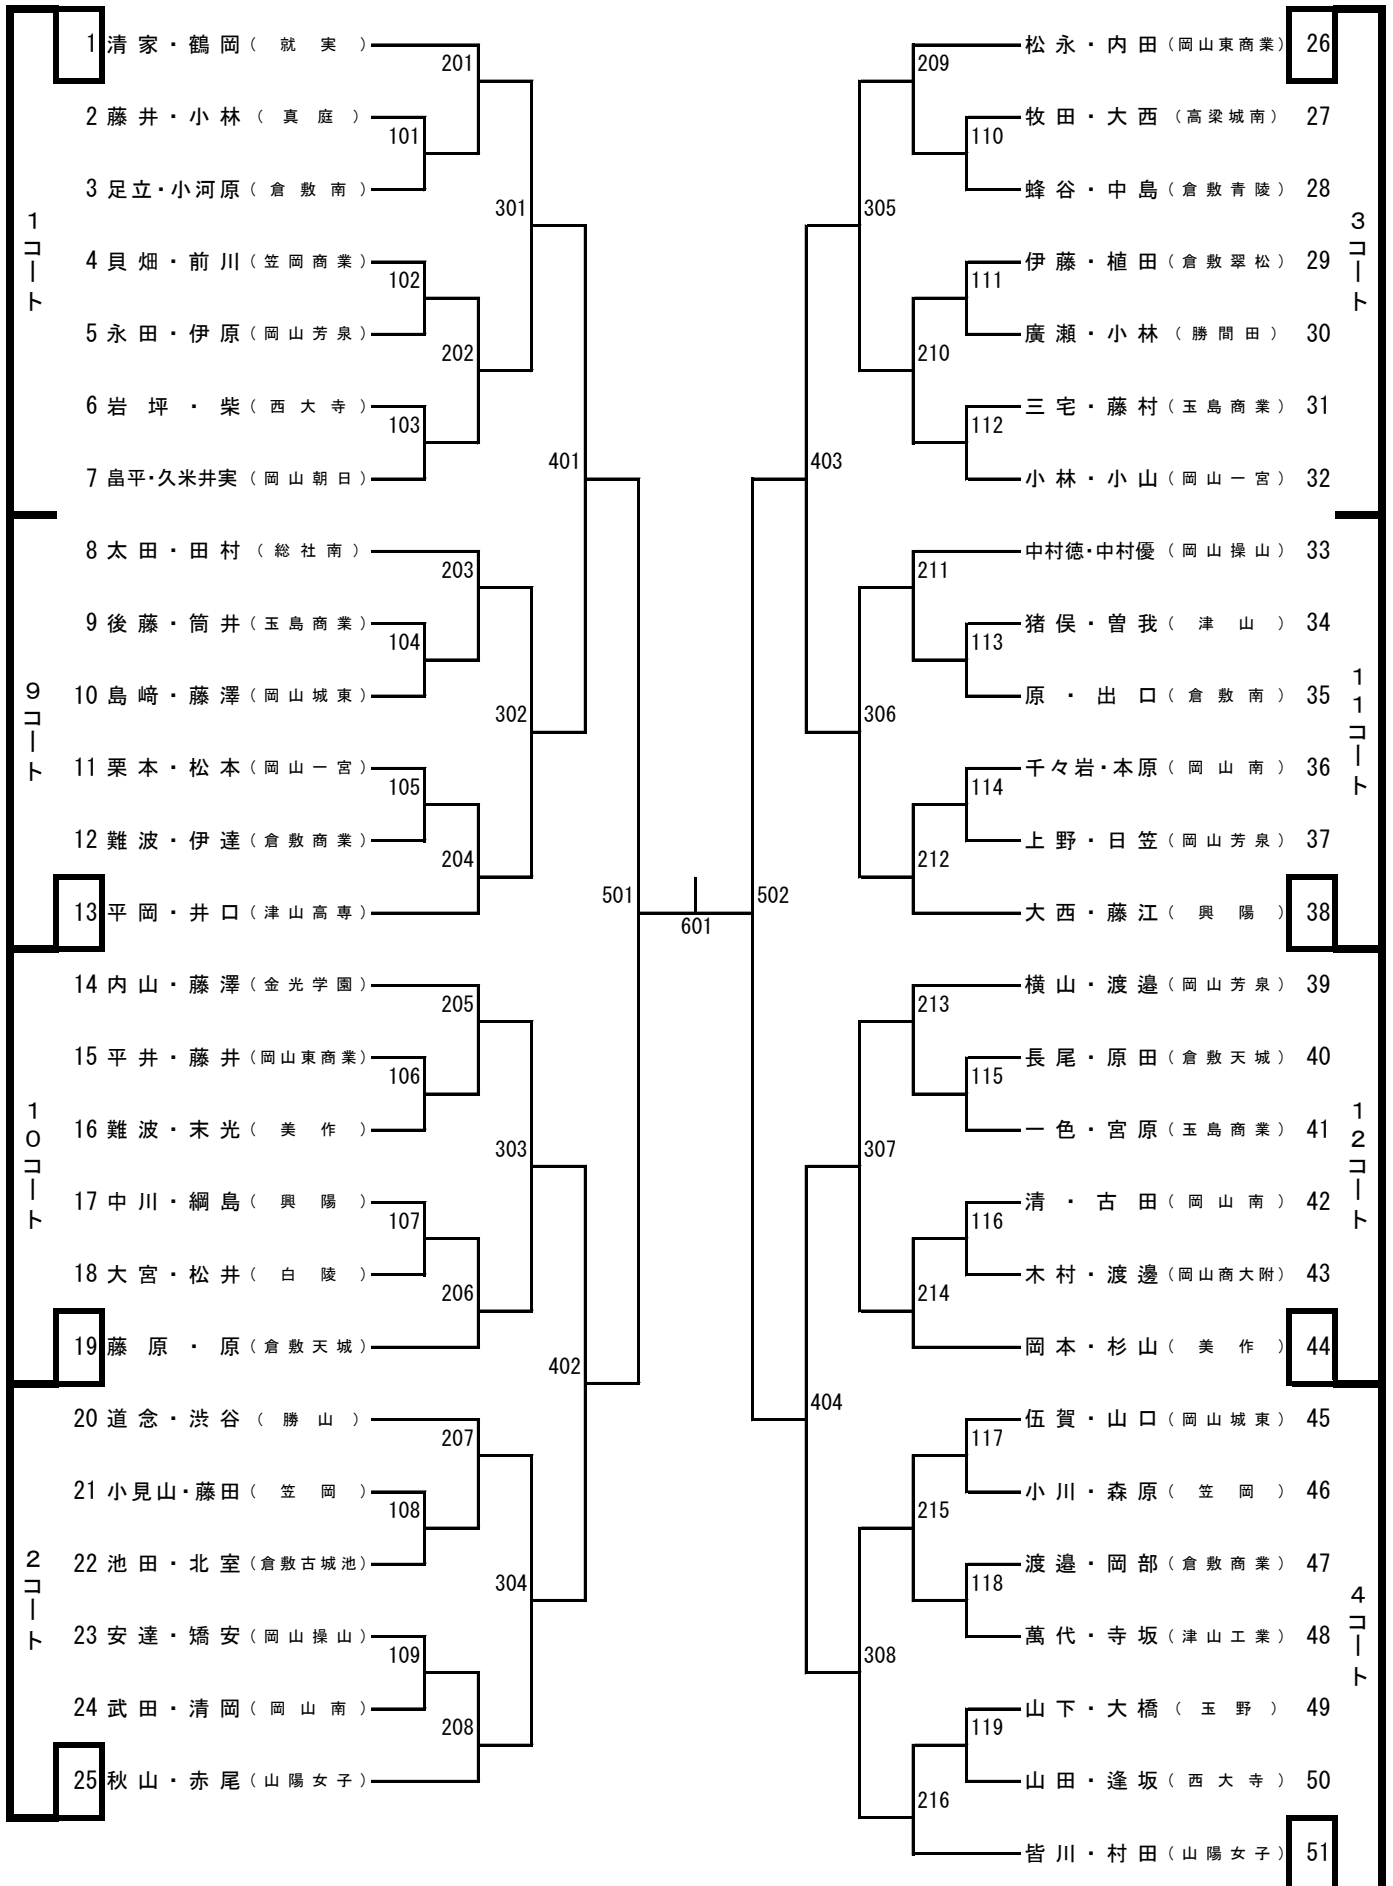 1コート
1 清家・鶴岡（就実）
2 藤井・小林（真庭）
3 足立・小河原（倉敷南）
4 貝畑・前川（笠岡商業）
5 永田・伊原（岡山芳泉）
6 岩坪・柴（西大寺）
7 畠平・久米井実（岡山朝日）
9コート
8 太田・田村（総社南）
9 後藤・筒井（玉島商業）
10 島﨑・藤澤（岡山城東）
11 栗本・松本（岡山一宮）
12 難波・伊達（倉敷商業）
13 平岡・井口（津山高専）
10コート
14 内山・藤澤（金光学園）
15 平井・藤井（岡山東商業）
16 難波・末光（美作）
17 中川・綱島（興陽）
18 大宮・松井（白陵）
19 藤原・原（倉敷天城）
2コート
20 道念・渋谷（勝山）
21 小見山・藤田（笠岡）
22 池田・北室（倉敷古城池）
23 安達・矯安（岡山操山）
24 武田・清岡（岡山南）
25 秋山・赤尾（山陽女子）
101
102
103
104
105
106
107
108
109
201
202
203
204
205
206
207
208
301
302
303
304
401
402
501
601
502
403
404
305
306
307
308
209
210
211
212
213
214
215
216
110
111
112
113
114
115
116
117
118
119
3コート
松永・内田（岡山東商業） 26
牧田・大西（高梁城南） 27
蜂谷・中島（倉敷青陵） 28
伊藤・植田（倉敷翠松） 29
廣瀬・小林（勝間田） 30
三宅・藤村（玉島商業） 31
小林・小山（岡山一宮） 32
11コート
中村徳・中村優（岡山操山） 33
猪俣・曽我（津山） 34
原・出口（倉敷南） 35
千々岩・本原（岡山南） 36
上野・日笠（岡山芳泉） 37
大西・藤江（興陽） 38
12コート
横山・渡邉（岡山芳泉） 39
長尾・原田（倉敷天城） 40
一色・宮原（玉島商業） 41
清・古田（岡山南） 42
木村・渡邊（岡山商大附） 43
岡本・杉山（美作） 44
4コート
伍賀・山口（岡山城東） 45
小川・森原（笠岡） 46
渡邉・岡部（倉敷商業） 47
萬代・寺坂（津山工業） 48
山下・大橋（玉野） 49
山田・逢坂（西大寺） 50
皆川・村田（山陽女子） 51